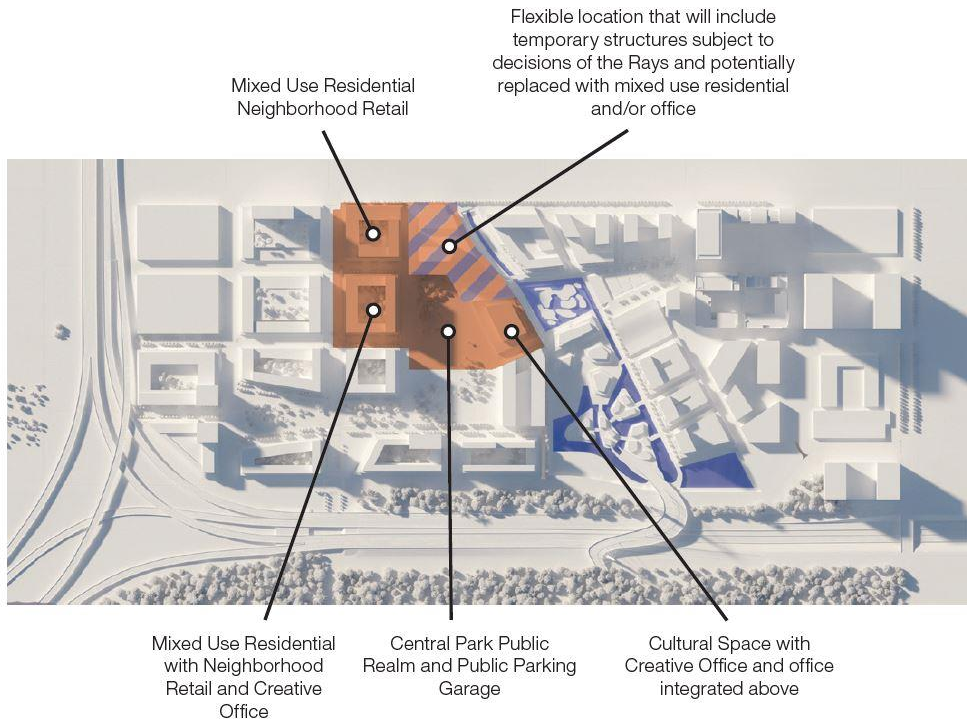 Flexible location that will include
temporary structures subject to
decisions of the Rays and potentially
replaced with mixed use residential
and/or office
Mixed Use Residential
Neighborhood Retail
Mixed Use Residential
with Neighborhood
Retail and Creative
Office
Central Park Public
Realm and Public Parking
Garage
Cultural Space with
Creative Office and office
integrated above